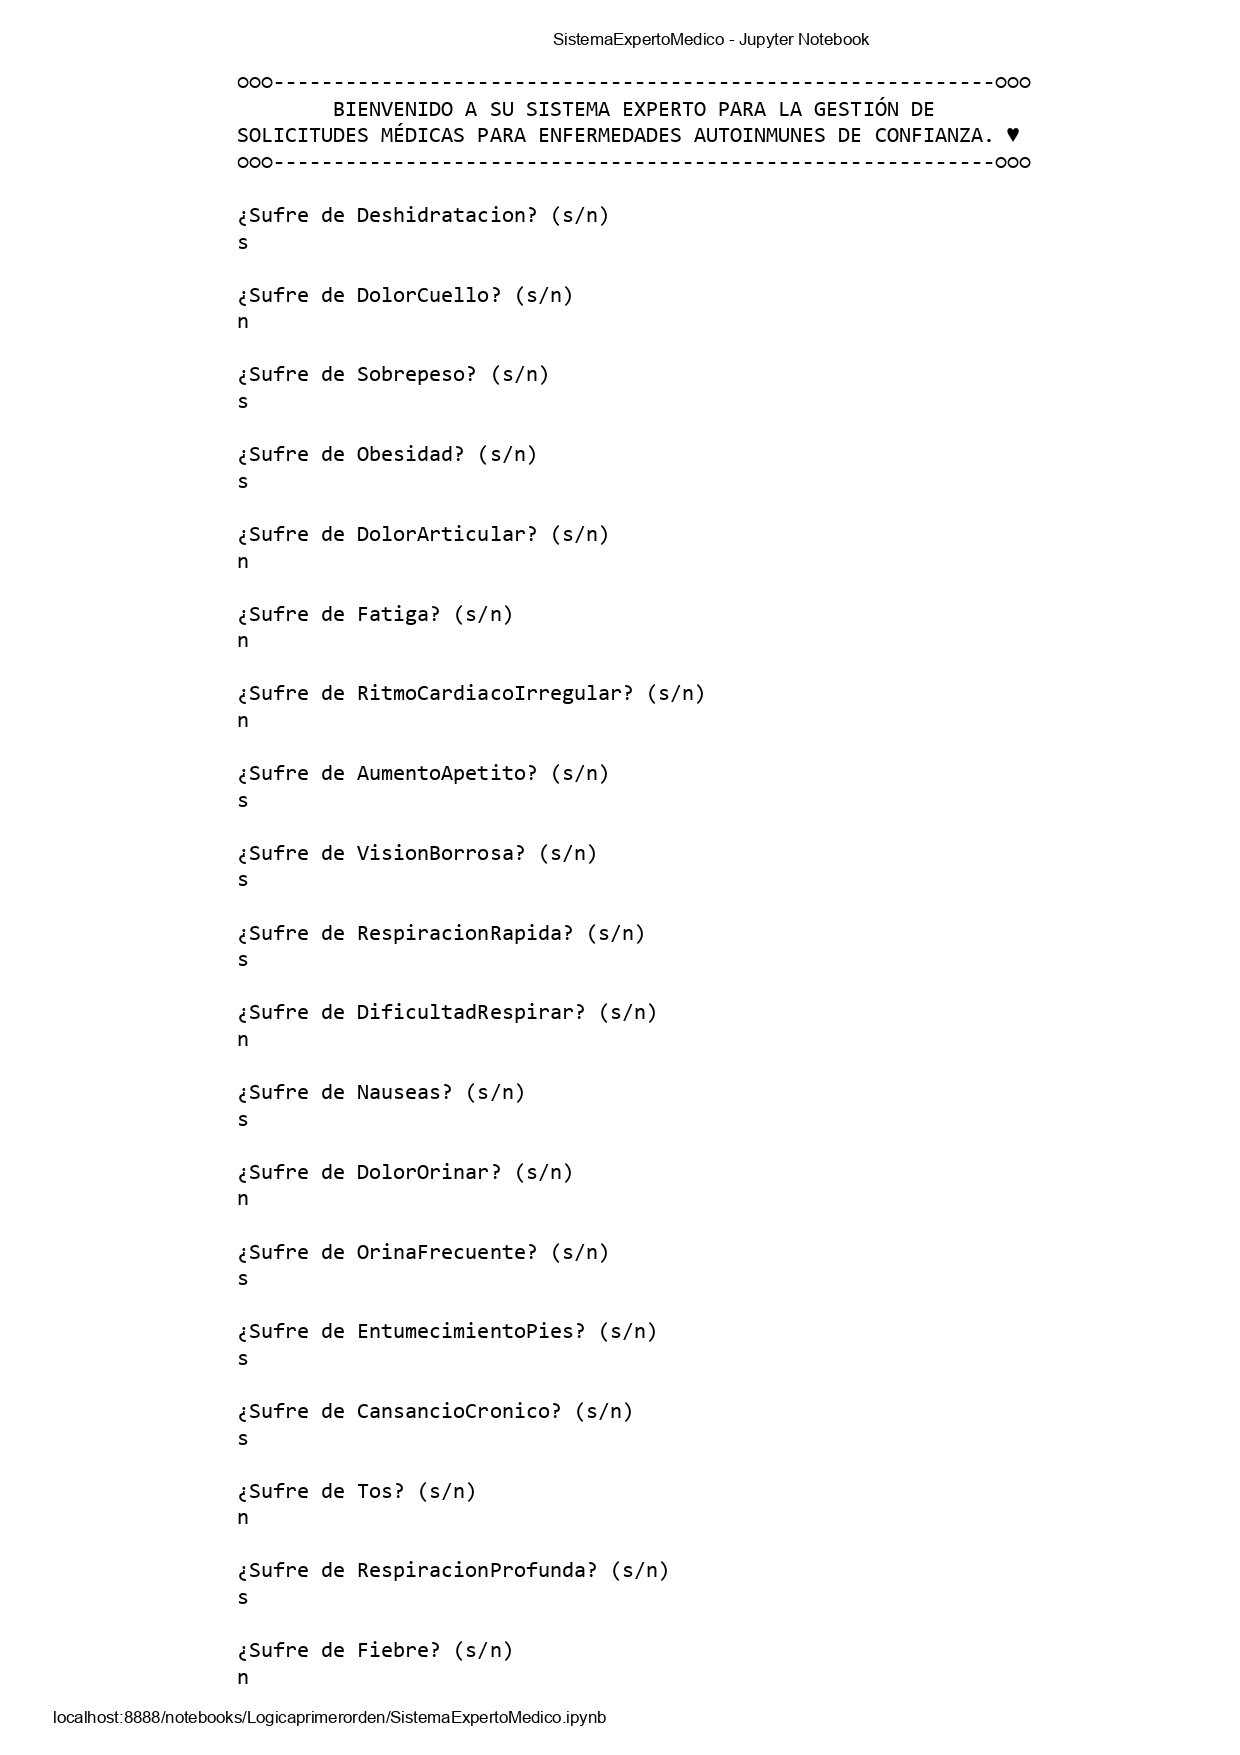 SistemaExpertoMedico - Jupyter Notebook
ooo------------------------------------------------------------ooo
BIENVENIDO A SU SISTEMA EXPERTO PARA LA GESTIÓN DE
SOLICITUDES MÉDICAS PARA ENFERMEDADES AUTOINMUNES DE CONFIANZA. ♥
ooo------------------------------------------------------------ooo
¿Sufre de Deshidratacion? (s/n)
s
¿Sufre de DolorCuello? (s/n)
n
¿Sufre de Sobrepeso? (s/n)
s
¿Sufre de Obesidad? (s/n)
s
¿Sufre de DolorArticular? (s/n)
n
¿Sufre de Fatiga? (s/n)
n
¿Sufre de RitmoCardiacoIrregular? (s/n)
n
¿Sufre de AumentoApetito? (s/n)
s
¿Sufre de VisionBorrosa? (s/n)
s
¿Sufre de RespiracionRapida? (s/n)
s
¿Sufre de DificultadRespirar? (s/n)
n
¿Sufre de Nauseas? (s/n)
s
¿Sufre de DolorOrinar? (s/n)
n
¿Sufre de OrinaFrecuente? (s/n)
s
¿Sufre de EntumecimientoPies? (s/n)
s
¿Sufre de CansancioCronico? (s/n)
s
¿Sufre de Tos? (s/n)
n
¿Sufre de RespiracionProfunda? (s/n)
s
¿Sufre de Fiebre? (s/n)
n
localhost:8888/notebooks/Logicaprimerorden/SistemaExpertoMedico.ipynb